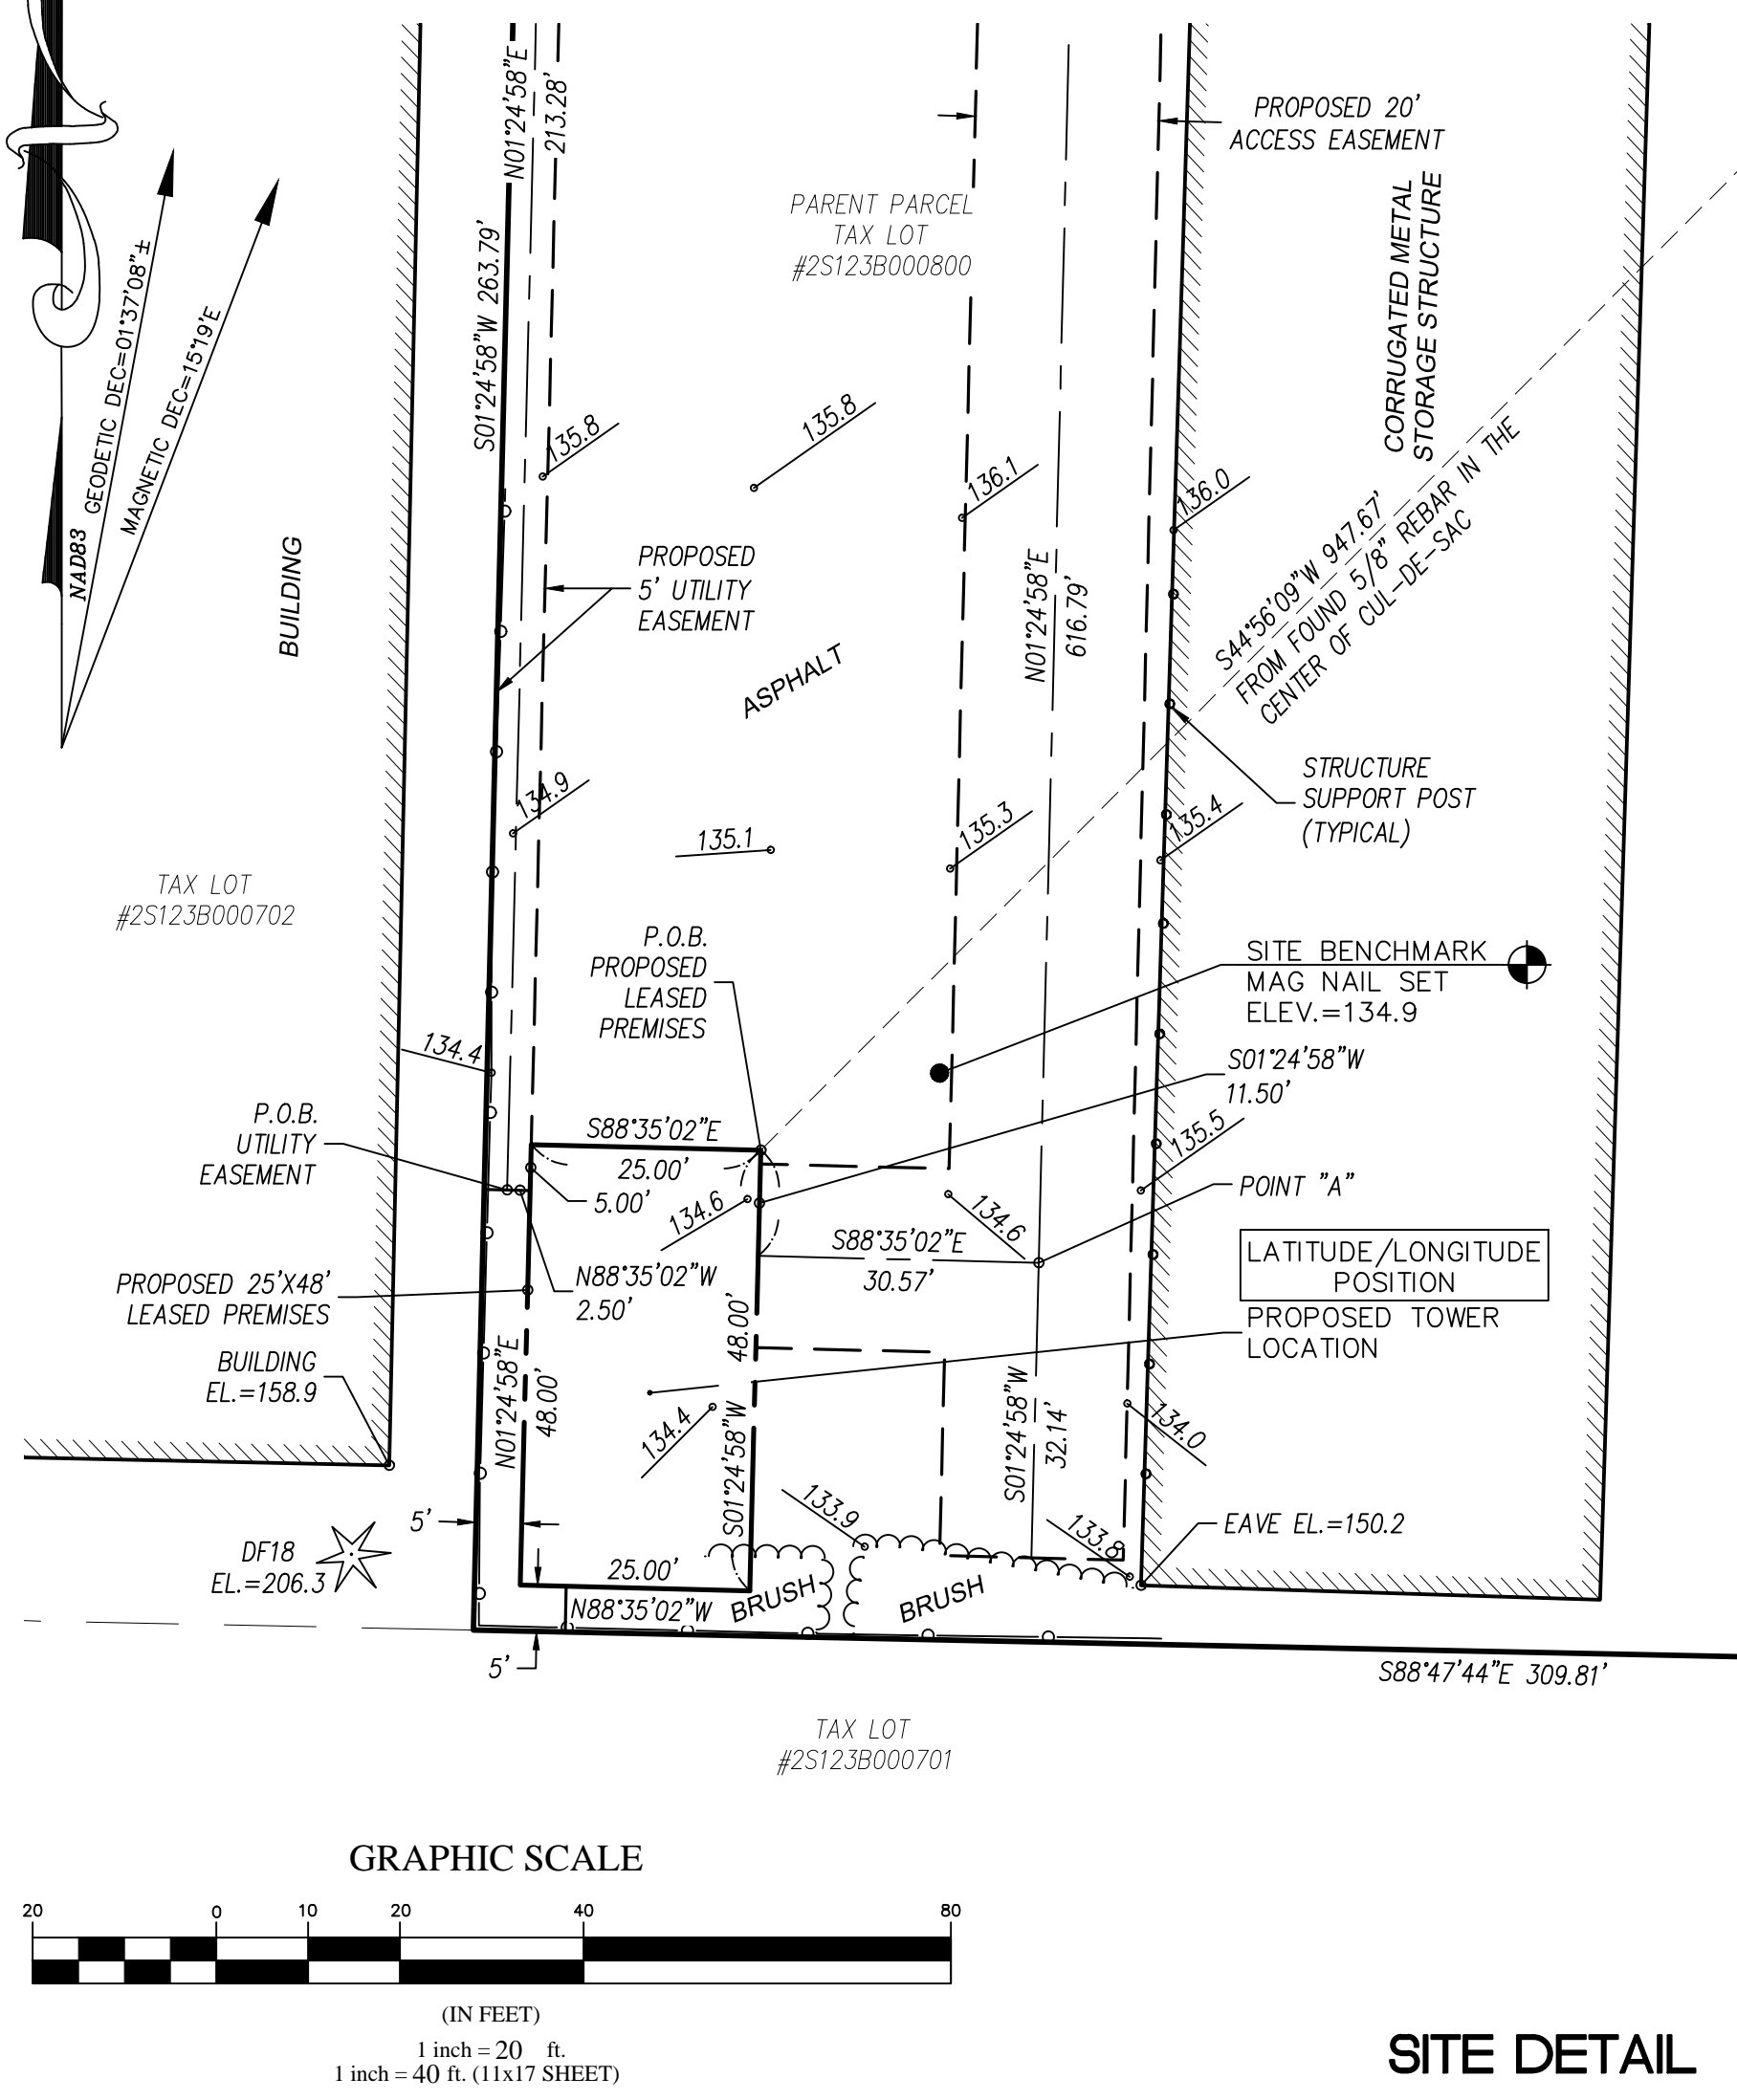 N01°24'58"E
213.28'
PROPOSED 20'
ACCESS EASEMENT
PARENT PARCEL
TAX LOT
#2S123B000800
CORRUGATED METAL
STORAGE STRUCTURE
S01°24'58"W 263.79'
NAD83
GEODETIC DEC=01°37'08"±
MAGNETIC DEC=15°19'E
BUILDING
135.8
135.8
136.1
136.0
S44°56'09"W 947.67'
FROM FOUND 5/8" REBAR IN THE
CENTER OF CUL-DE-SAC
PROPOSED
5' UTILITY
EASEMENT
N01°24'58"E
616.79'
ASPHALT
STRUCTURE
SUPPORT POST
(TYPICAL)
134.9
135.1
135.3
135.4
TAX LOT
#2S123B000702
P.O.B.
PROPOSED
LEASED
PREMISES
SITE BENCHMARK
MAG NAIL SET
ELEV.=134.9
134.4
S01°24'58"W
11.50'
P.O.B.
UTILITY
EASEMENT
S88°35'02"E
25.00'
5.00'
134.6
134.6
135.5
POINT "A"
S88°35'02"E
30.57'
LATITUDE/LONGITUDE
POSITION
PROPOSED TOWER
LOCATION
PROPOSED 25'X48'
LEASED PREMISES
N88°35'02"W
2.50'
BUILDING
EL.=158.9
N01°24'58"E
48.00'
48.00'
S01°24'58"W
134.4
S01°24'58"W
32.14'
134.0
133.9
133.8
EAVE EL.=150.2
5'
DF18
EL.=206.3
25.00'
N88°35'02"W
BRUSH
BRUSH
5'
S88°47'44"E 309.81'
TAX LOT
#2S123B000701
GRAPHIC SCALE
20 0 10 20 40 80
(IN FEET)
1 inch = 20 ft.
1 inch = 40 ft. (11x17 SHEET)
SITE DETAIL